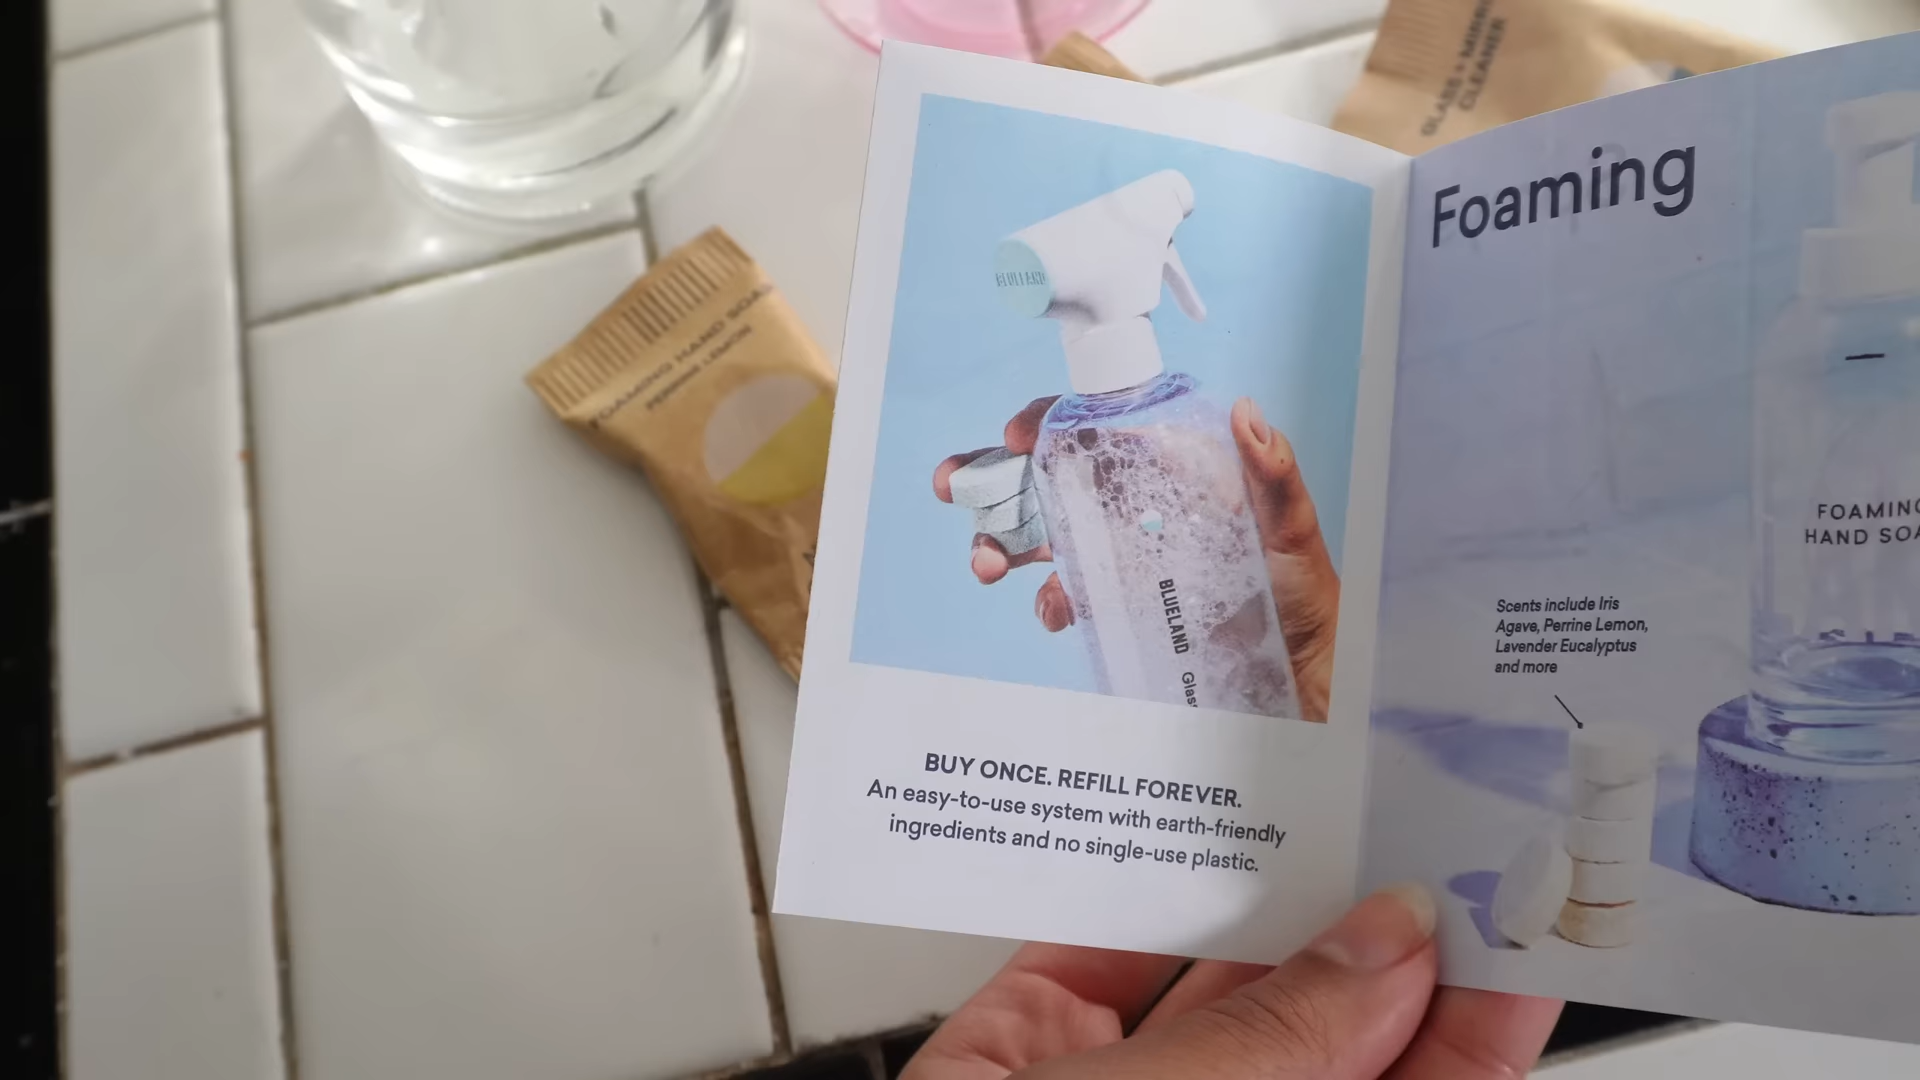 GLASS + MIRROR
CLEANER
FOAMING HAND SOAP
PERRINE LEMON
BLUELAND
BLUELAND Glass
BUY ONCE. REFILL FOREVER.
An easy-to-use system with earth-friendly
ingredients and no single-use plastic.
Foaming
FOAMING
HAND SOA
Scents include Iris
Agave, Perrine Lemon,
Lavender Eucalyptus
and more